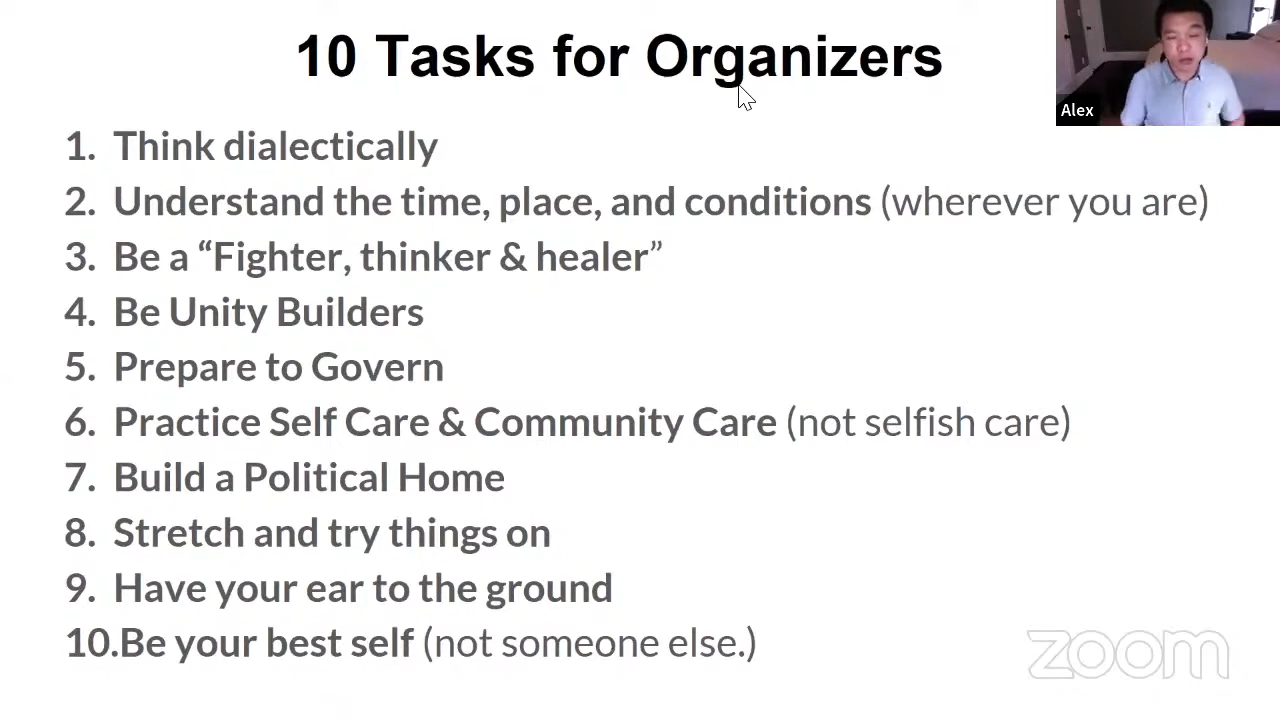 10 Tasks for Organizers
Alex
1. Think dialectically
2. Understand the time, place, and conditions (wherever you are)
3. Be a “Fighter, thinker & healer”
4. Be Unity Builders
5. Prepare to Govern
6. Practice Self Care & Community Care (not selfish care)
7. Build a Political Home
8. Stretch and try things on
9. Have your ear to the ground
10.Be your best self (not someone else.)
zoom